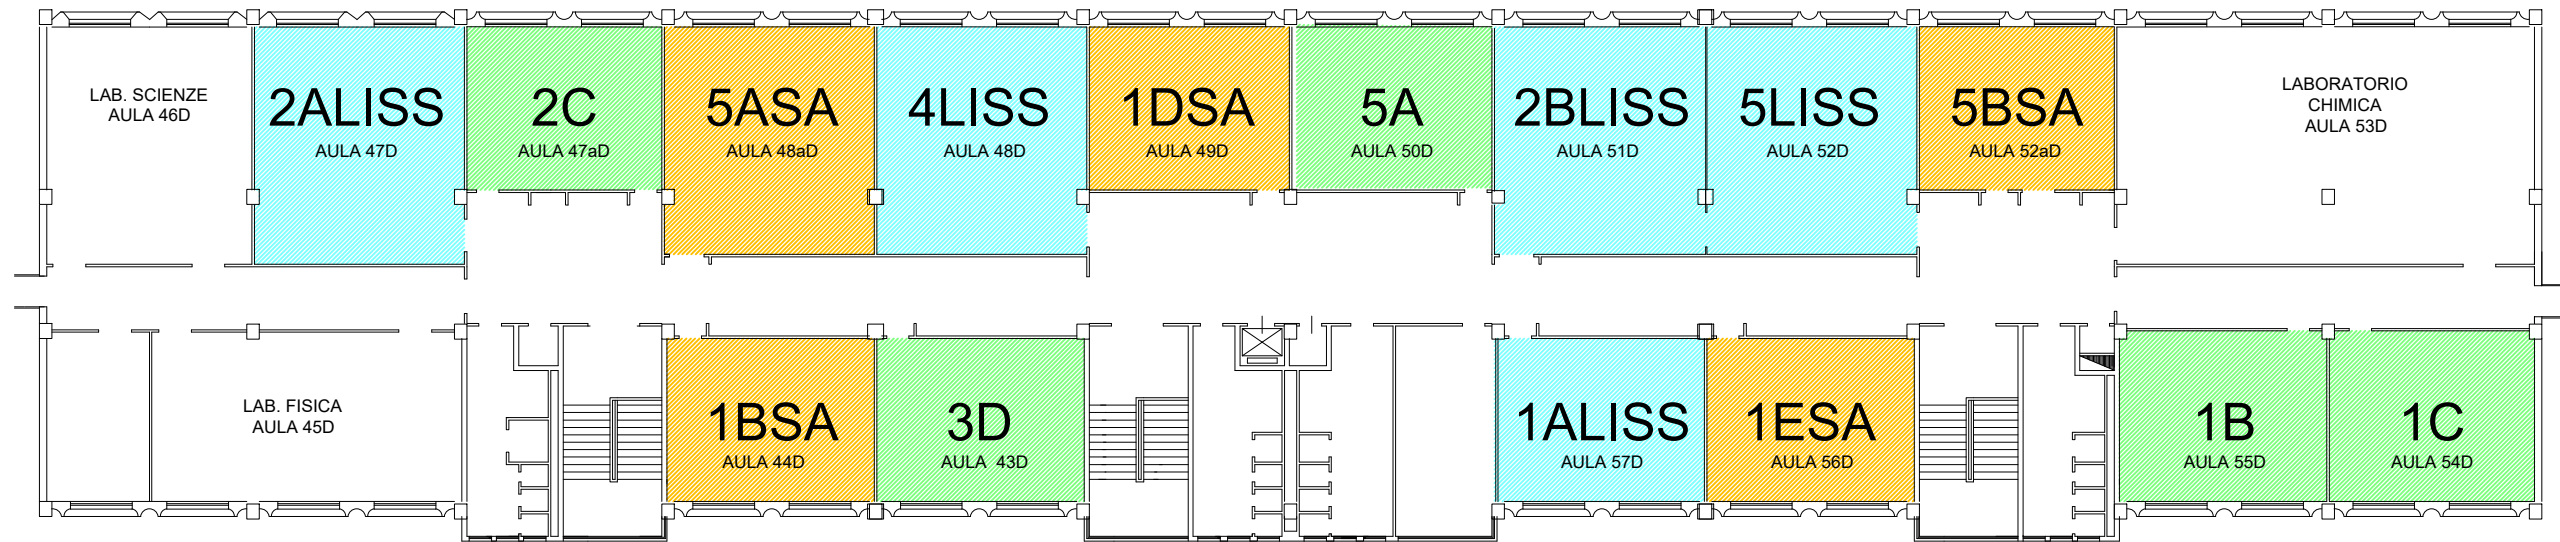 LAB. SCIENZE
AULA 46D
2ALISS
AULA 47D
2C
AULA 47aD
5ASA
AULA 48aD
4LISS
AULA 48D
1DSA
AULA 49D
5A
AULA 50D
2BLISS
AULA 51D
5LISS
AULA 52D
5BSA
AULA 52aD
LABORATORIO
CHIMICA
AULA 53D
LAB. FISICA
AULA 45D
1BSA
AULA 44D
3D
AULA 43D
1ALISS
AULA 57D
1ESA
AULA 56D
1B
AULA 55D
1C
AULA 54D